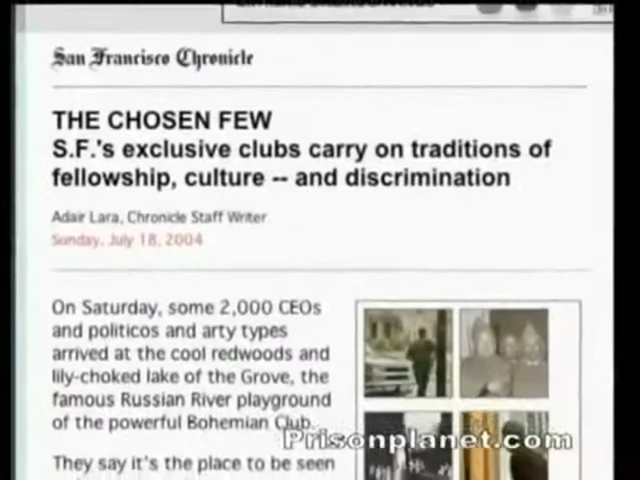 San Francisco Chronicle
THE CHOSEN FEW
S.F.'s exclusive clubs carry on traditions of
fellowship, culture -- and discrimination
Adair Lara, Chronicle Staff Writer
Sunday, July 18, 2004
On Saturday, some 2,000 CEOs
and politicos and arty types
arrived at the cool redwoods and
lily-choked lake of the Grove, the
famous Russian River playground
of the powerful Bohemian Club.
Prisonplanet.com
They say it's the place to be seen